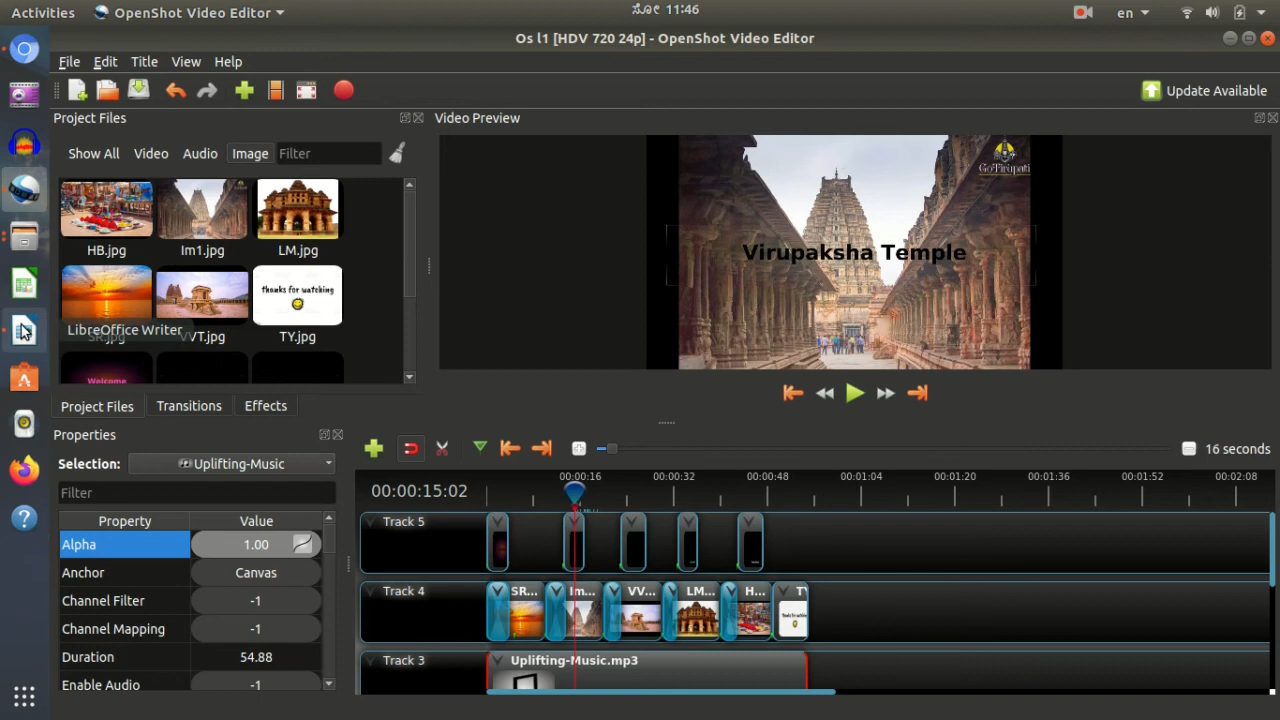 Activities OpenShot Video Editor ಸೋಮ 11:46 en
Os l1 [HDV 720 24p] - OpenShot Video Editor
File Edit Title View Help
Update Available
Project Files Video Preview
Show All Video Audio Image Filter
GoTirupati
HB.jpg Im1.jpg LM.jpg
Virupaksha Temple
thanks for watching
LibreOffice Writer
VVT.jpg TY.jpg
Welcome
Project Files Transitions Effects
Properties
Selection: Uplifting-Music
16 seconds
Filter
00:00:15:02
00:00:16 00:00:32 00:00:48 00:01:04 00:01:20 00:01:36 00:01:52 00:02:08
Property Value
Track 5
Alpha 1.00
Anchor Canvas
Track 4 SR... Im... VV... LM... H... TY
Channel Filter -1
Channel Mapping -1
Duration 54.88
Track 3 Uplifting-Music.mp3
Enable Audio -1